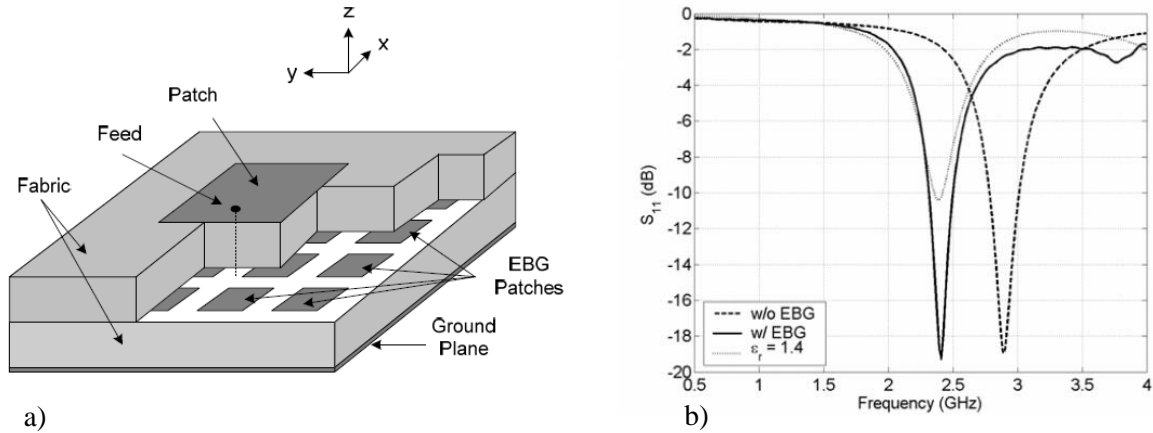 z
x
y
Patch
Feed
Fabric
EBG
Patches
Ground
Plane
a)
0
-2
-4
-6
-8
-10
-12
-14
-16
-18
-20
S11 (dB)
w/o EBG
w/ EBG
εr = 1.4
0.5 1 1.5 2 2.5 3 3.5 4
Frequency (GHz)
b)